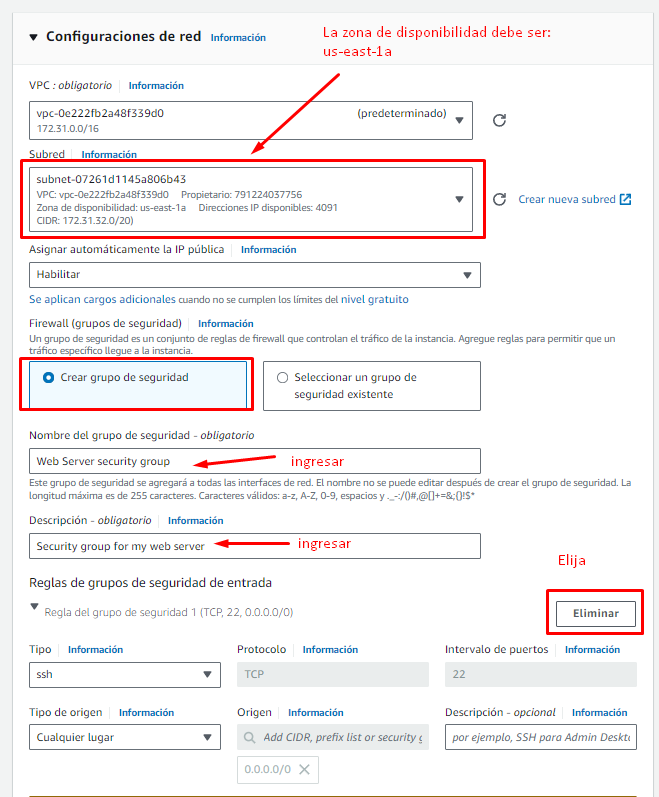 La zona de disponibilidad debe ser:
us-east-1a
Configuraciones de red Información
VPC : obligatorio Información
vpc-0e222fb2a48f339d0 (predeterminado)
172.31.0.0/16
Subred Información
subnet-07261d1145a806b43
VPC: vpc-0e222fb2a48f339d0 Propietario: 791224037756
Zona de disponibilidad: us-east-1a Direcciones IP disponibles: 4091
CIDR: 172.31.32.0/20)
Crear nueva subred
Asignar automáticamente la IP pública Información
Habilitar
Se aplican cargos adicionales cuando no se cumplen los límites del nivel gratuito
Firewall (grupos de seguridad) Información
Un grupo de seguridad es un conjunto de reglas de firewall que controlan el tráfico de la instancia. Agregue reglas para permitir que un
tráfico específico llegue a la instancia.
Crear grupo de seguridad
Seleccionar un grupo de
seguridad existente
Nombre del grupo de seguridad - obligatorio
Web Server security group
ingresar
Este grupo de seguridad se agregará a todas las interfaces de red. El nombre no se puede editar después de crear el grupo de seguridad. La
longitud máxima es de 255 caracteres. Caracteres válidos: a-z, A-Z, 0-9, espacios y ._-:/()#,@[]+=&;{}!$*
Descripción - obligatorio Información
Security group for my web server
ingresar
Elija
Reglas de grupos de seguridad de entrada
Regla del grupo de seguridad 1 (TCP, 22, 0.0.0.0/0)
Eliminar
Tipo Información
Protocolo Información
Intervalo de puertos Información
ssh
TCP
22
Tipo de origen Información
Origen Información
Descripción - opcional Información
Cualquier lugar
Add CIDR, prefix list or security g
por ejemplo, SSH para Admin Deskto
0.0.0.0/0